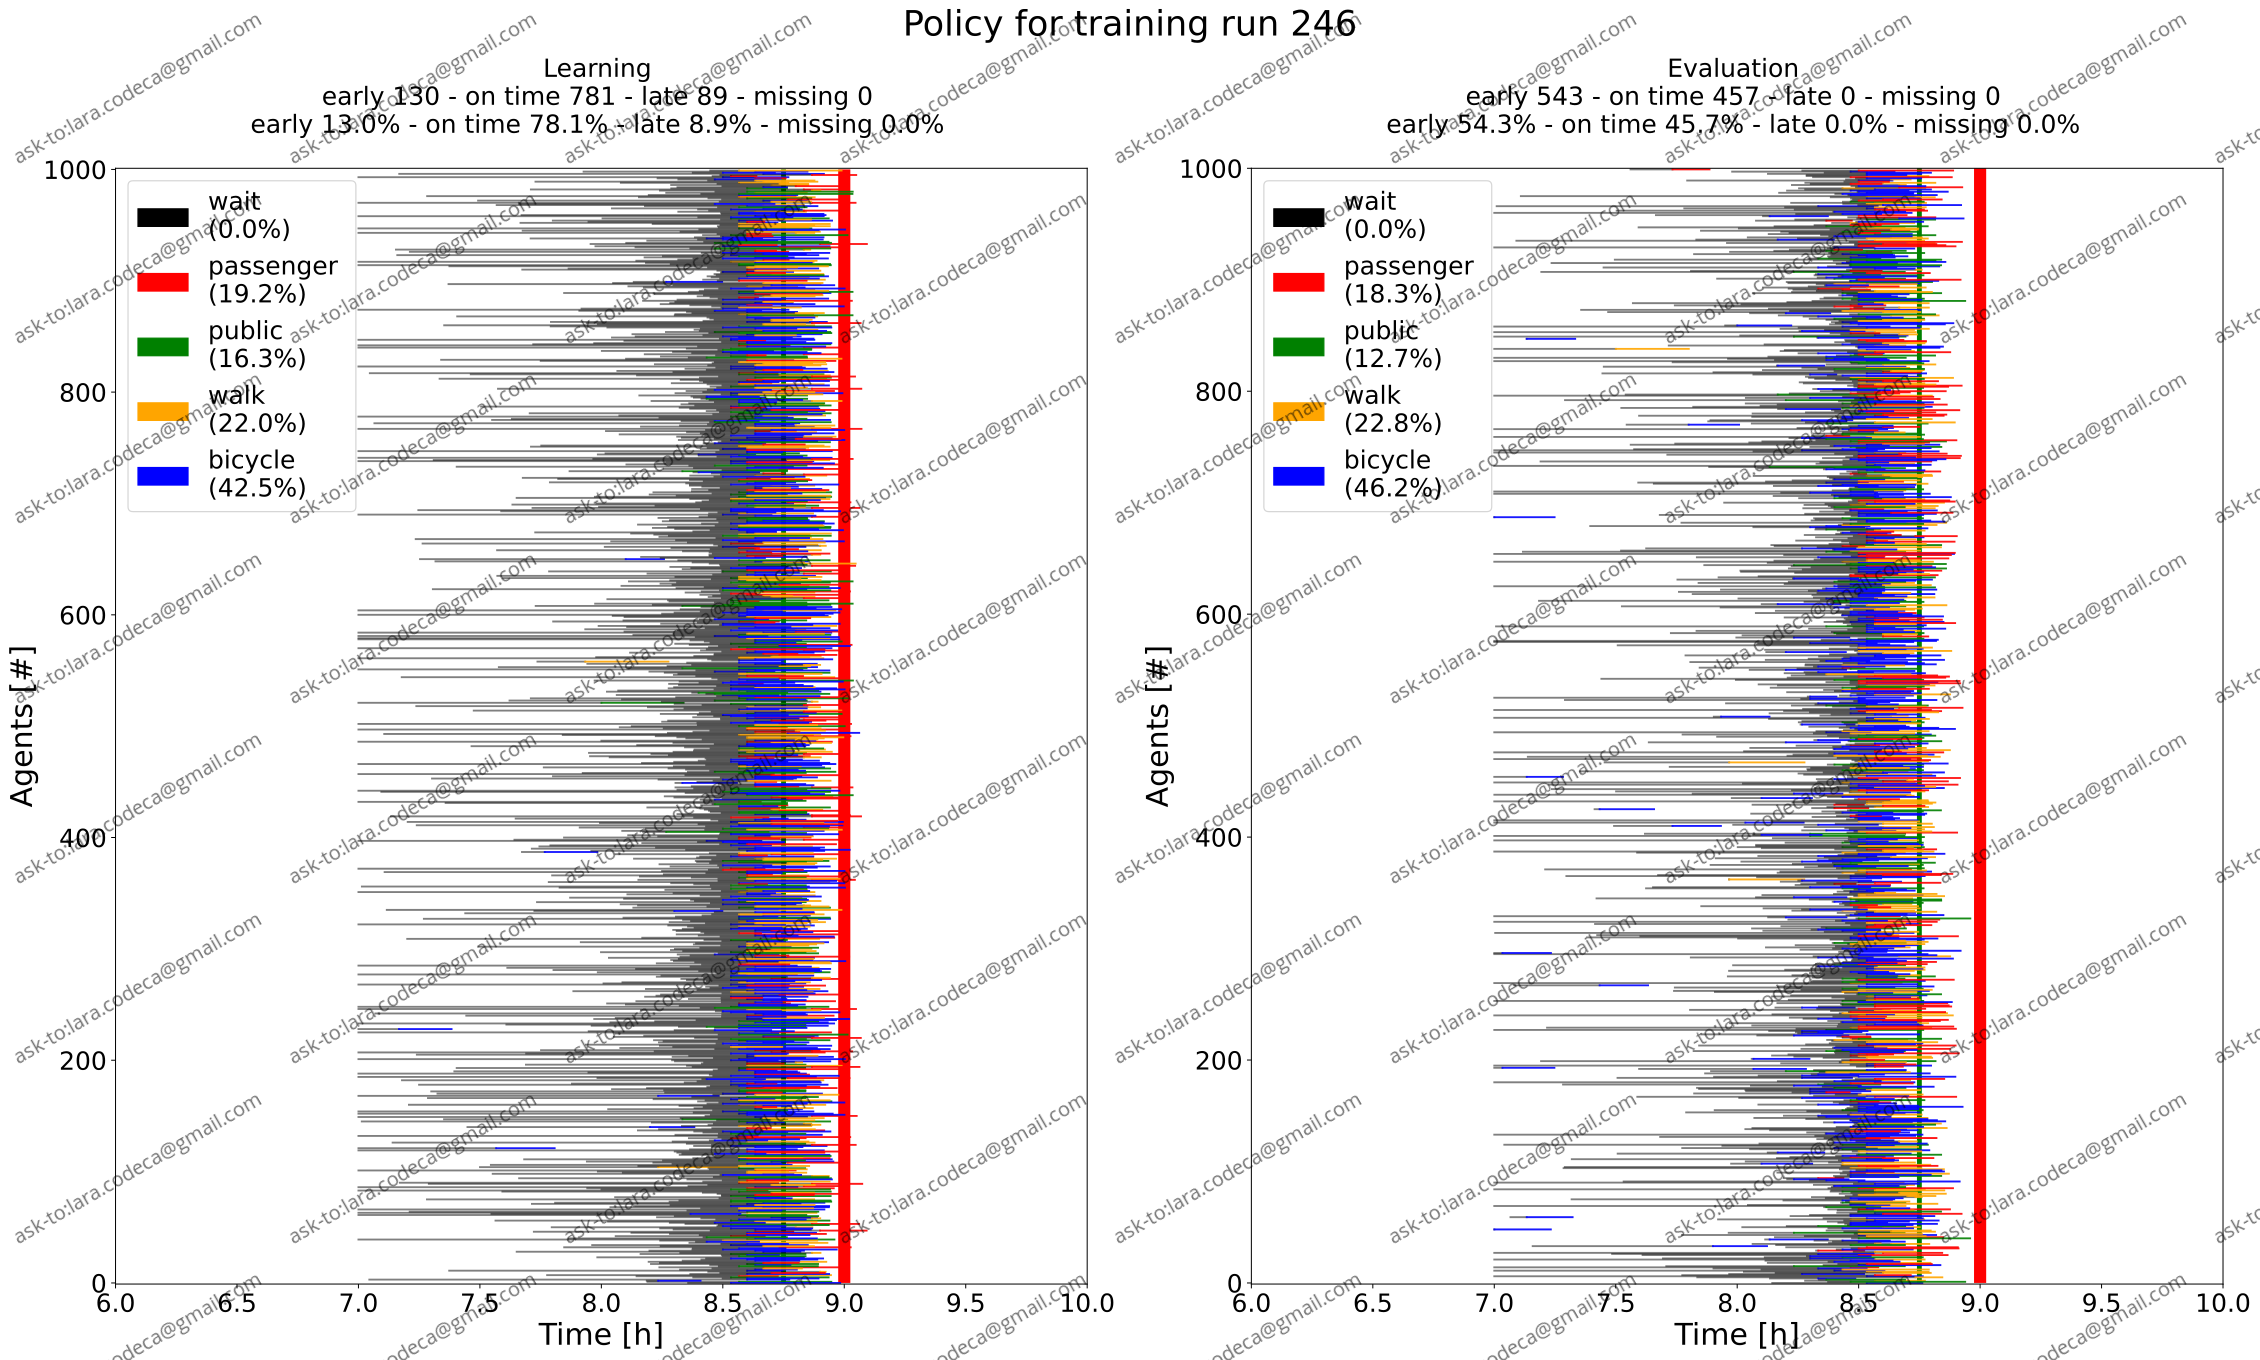 Policy for training run 246
Learning
early 130 - on time 781 - late 89 - missing 0
early 13.0% - on time 78.1% - late 8.9% - missing 0.0%
1000
800
600
400
200
0
Agents [#]
wait
(0.0%)
passenger
(19.2%)
public
(16.3%)
walk
(22.0%)
bicycle
(42.5%)
6.0 6.5 7.0 7.5 8.0 8.5 9.0 9.5 10.0
Time [h]
Evaluation
early 543 - on time 457 - late 0 - missing 0
early 54.3% - on time 45.7% - late 0.0% - missing 0.0%
1000
800
600
400
200
0
Agents [#]
wait
(0.0%)
passenger
(18.3%)
public
(12.7%)
walk
(22.8%)
bicycle
(46.2%)
6.0 6.5 7.0 7.5 8.0 8.5 9.0 9.5 10.0
Time [h]
ask-to:lara.codeca@gmail.com